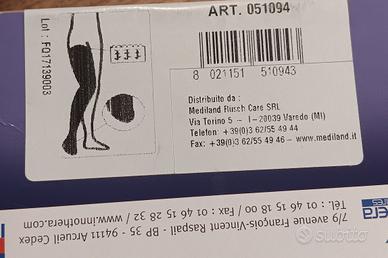 ART. 051094
Lot : FQ17139003
8 021151 510943
Distribuito da :
Mediland Rüsch Care SRL
Via Torino 5 - I-20039 Varedo (MI)
Telefon: +39(0)3 62/55 49 44
Fax: +39(0)3 62/55 49 46 - www.mediland.it
7/9 avenue François-Vincent Raspail - BP 35 - 94111 Arcueil Cedex
Tél. : 01 46 15 18 00 / Fax : 01 46 15 28 32 / www.innothera.com
Subito